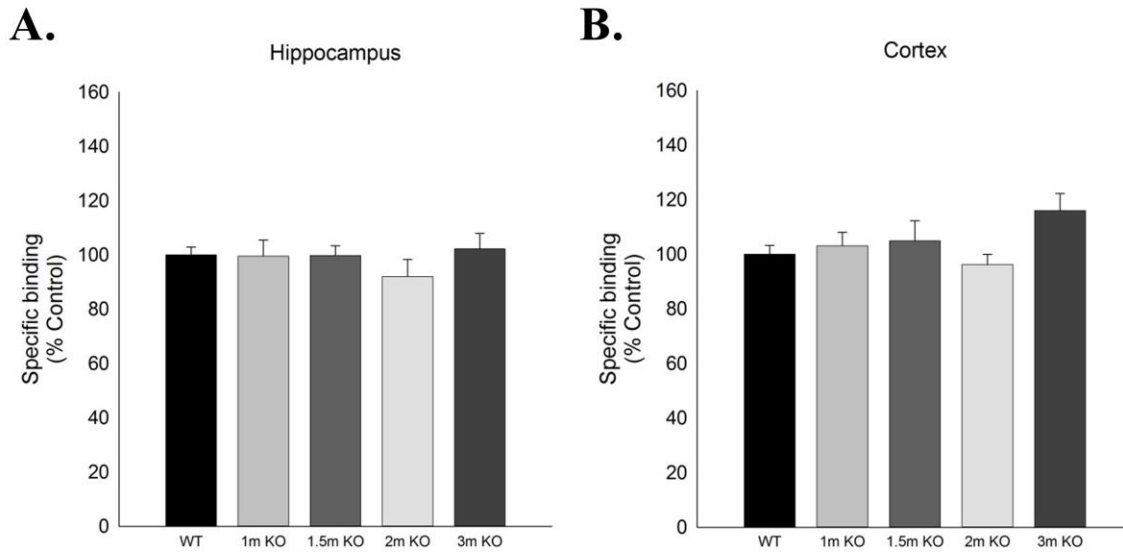 A.
Hippocampus
Specific binding
(% Control)
160
140
120
100
80
60
40
20
0
WT 1m KO 1.5m KO 2m KO 3m KO
B.
Cortex
Specific binding
(% Control)
160
140
120
100
80
60
40
20
0
WT 1m KO 1.5m KO 2m KO 3m KO